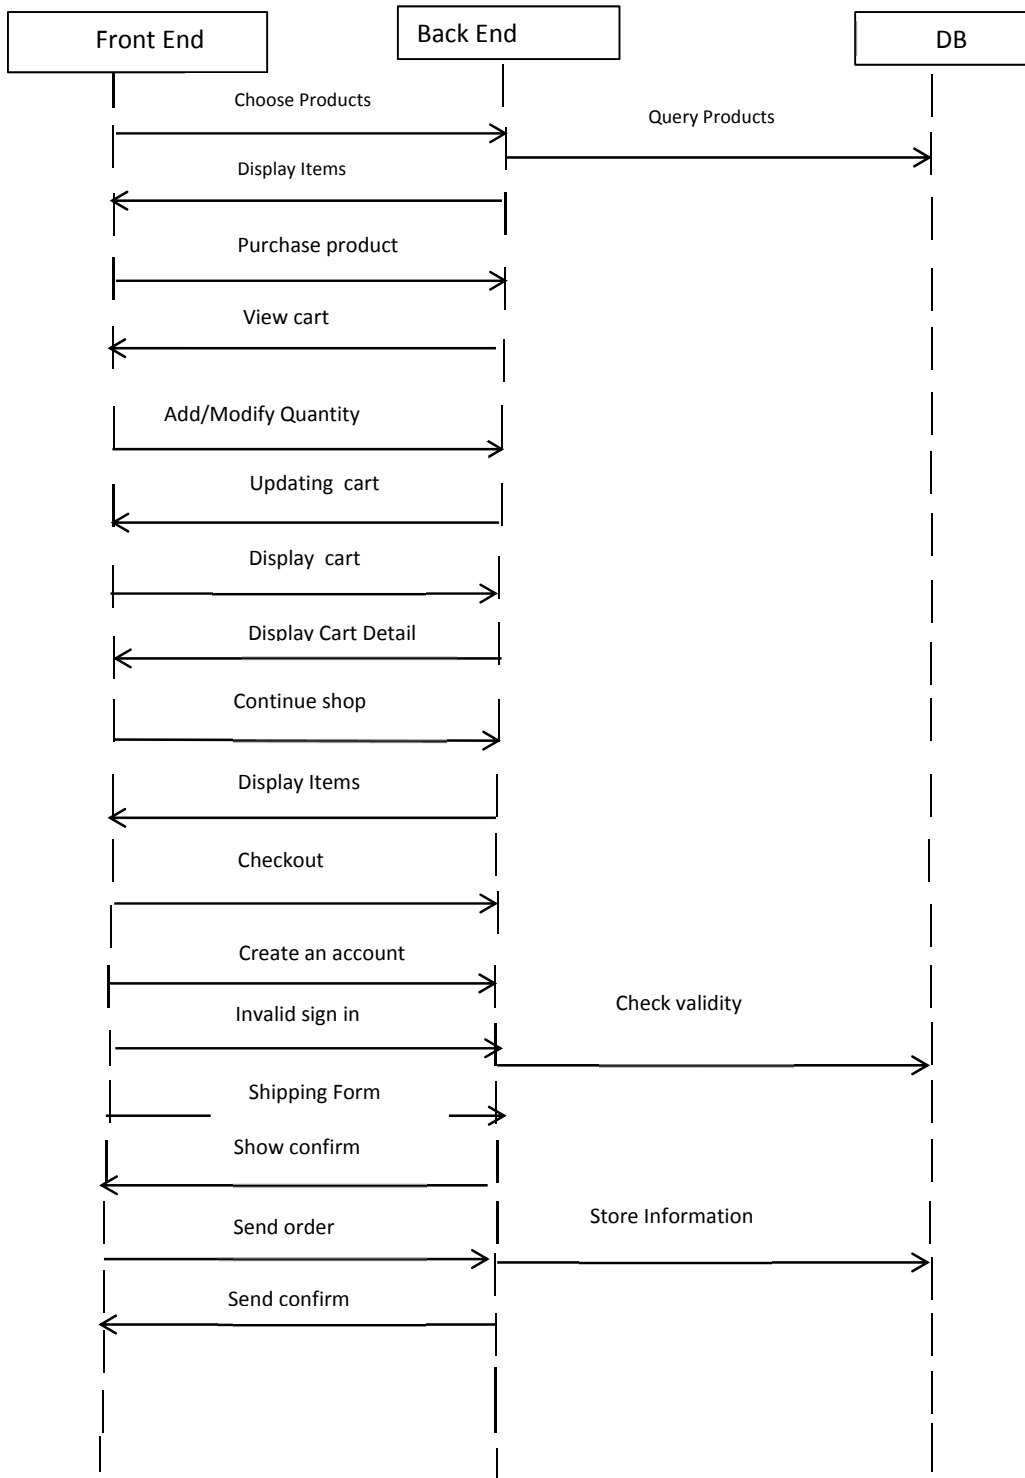 Front End
Back End
DB
Choose Products
Query Products
Display Items
Purchase product
View cart
Add/Modify Quantity
Updating cart
Display cart
Display Cart Detail
Continue shop
Display Items
Checkout
Create an account
Check validity
Invalid sign in
Shipping Form
Show confirm
Store Information
Send order
Send confirm